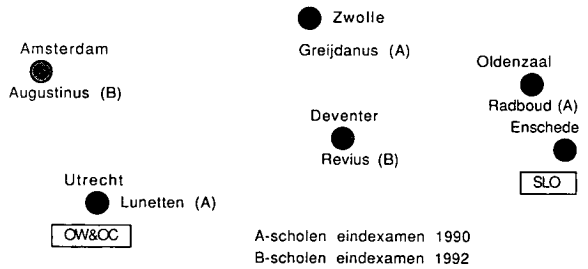 Zwolle
Greijdanus (A)
Amsterdam
Augustinus (B)
Oldenzaal
Radboud (A)
Enschede
SLO
Deventer
Revius (B)
Utrecht
Lunetten (A)
OW&OC
A-scholen eindexamen 1990
B-scholen eindexamen 1992